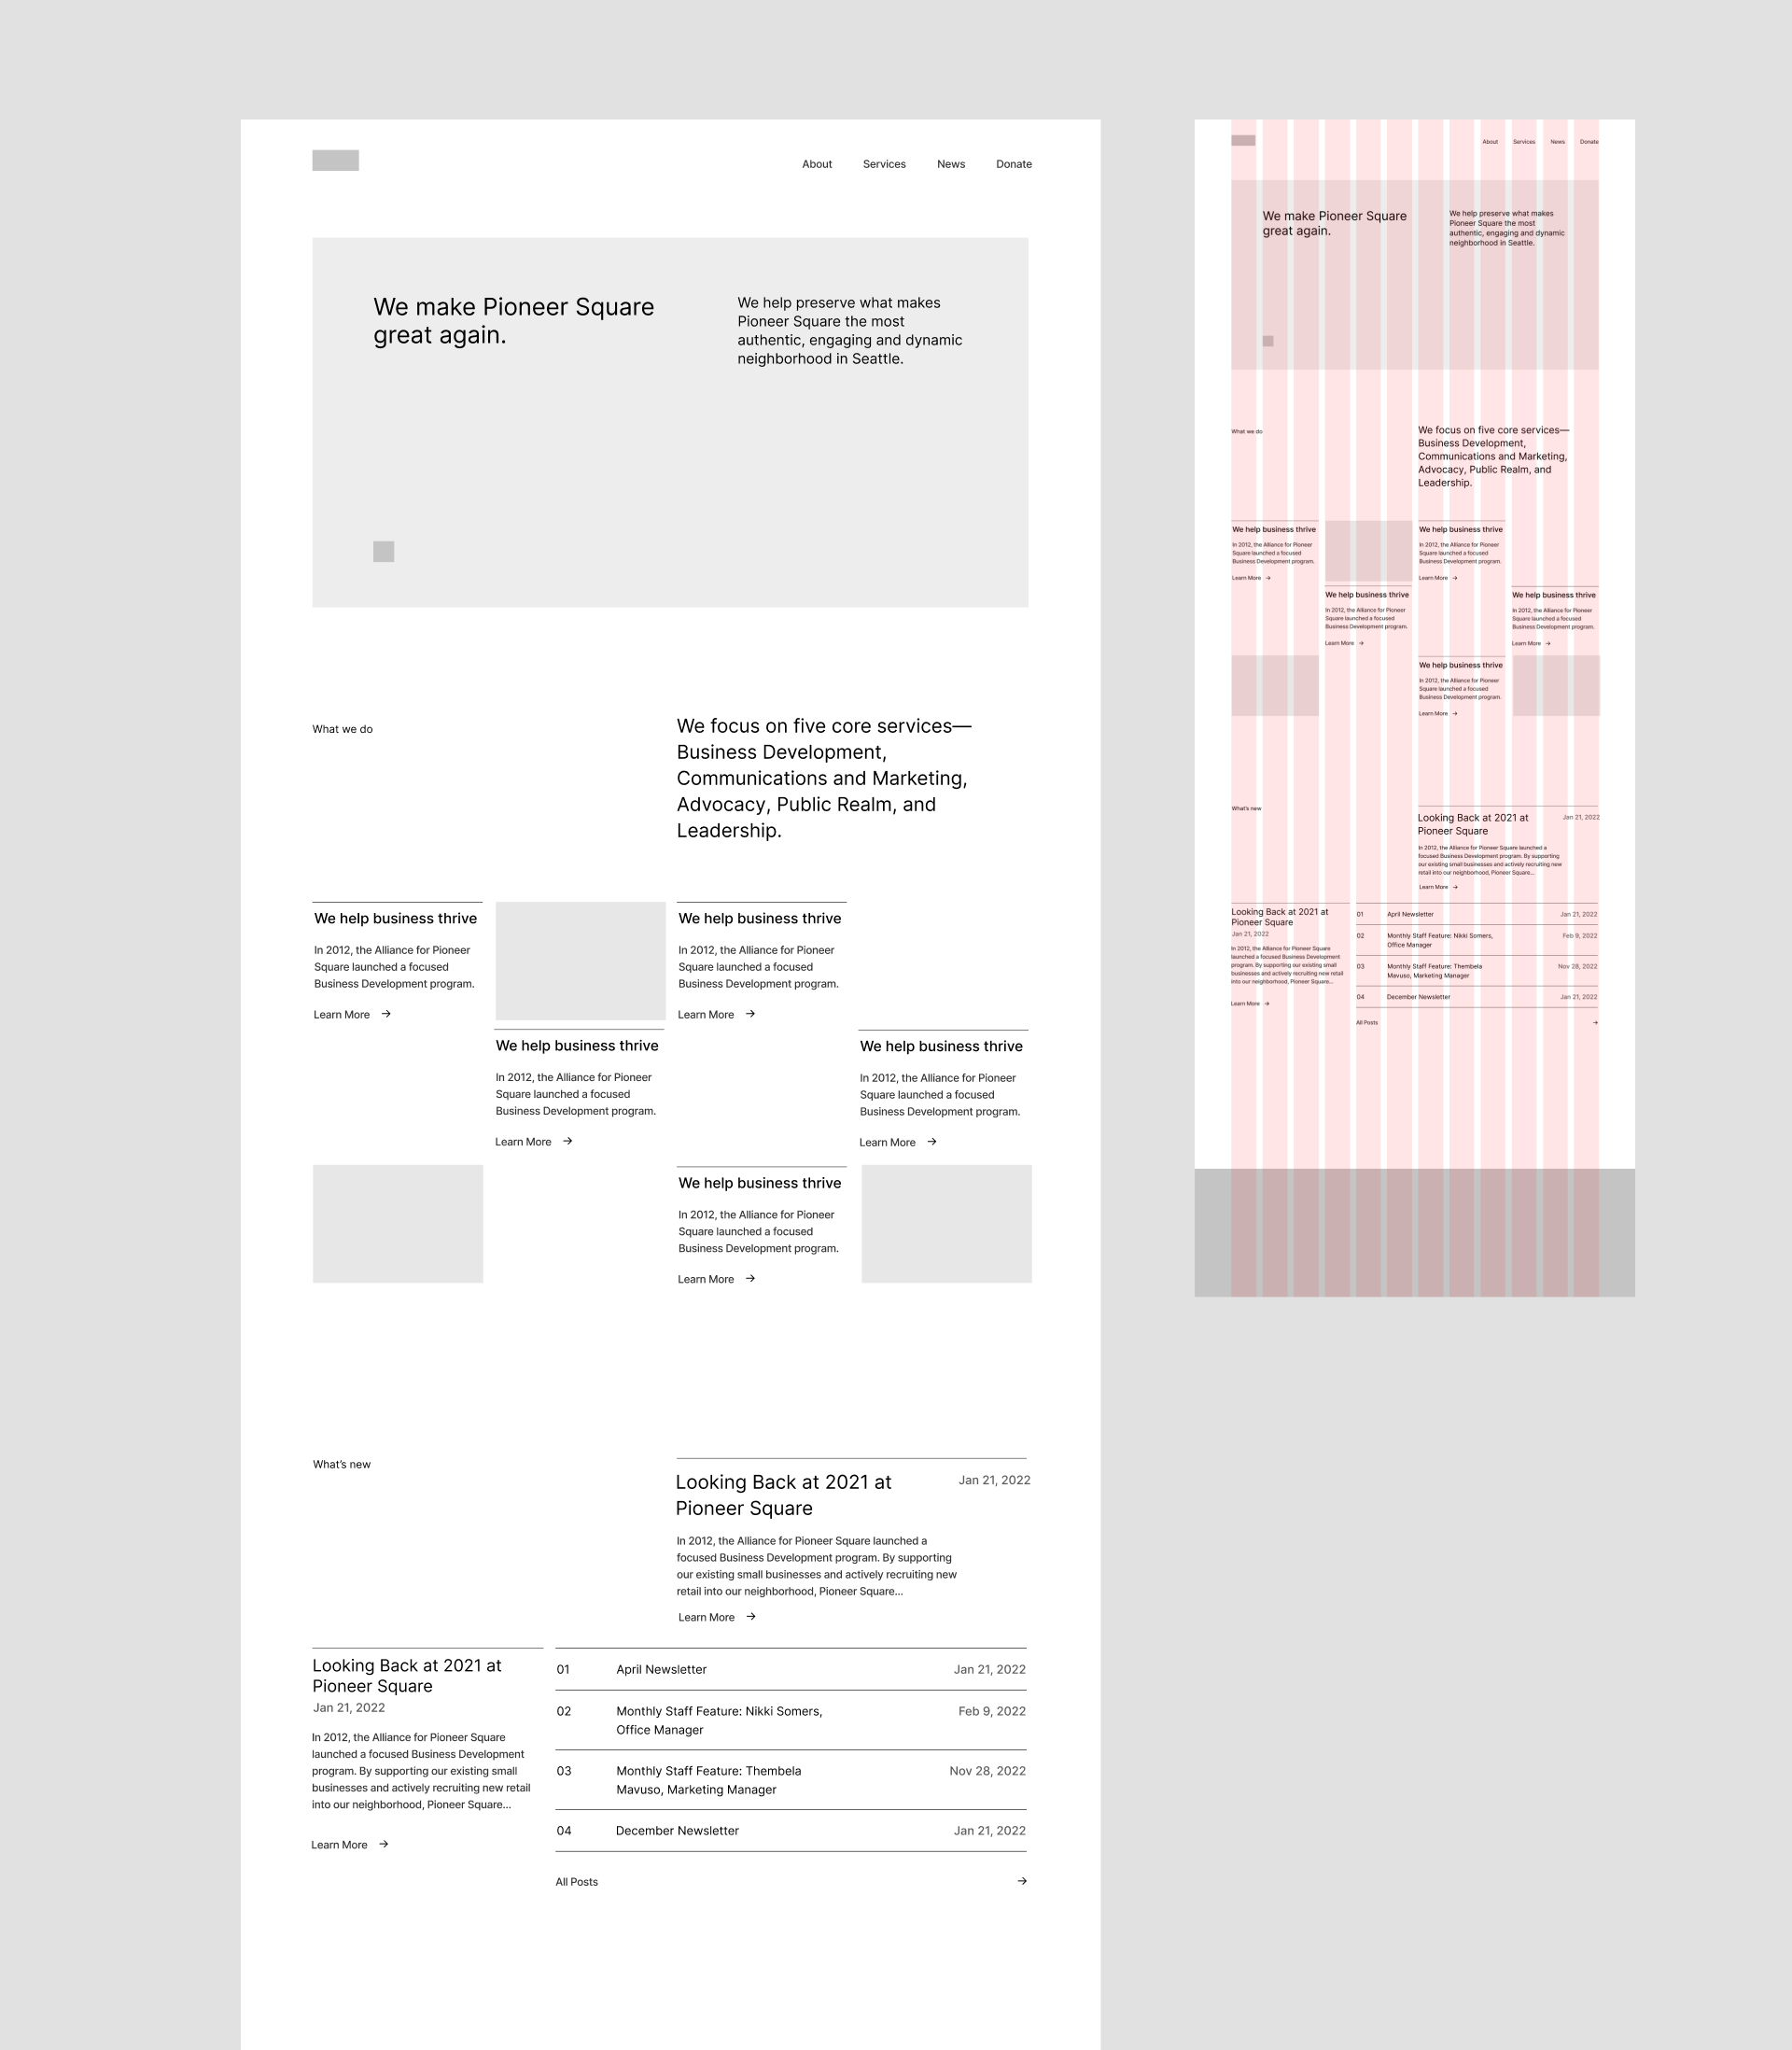 About Services News Donate
We make Pioneer Square
great again.
We help preserve what makes
Pioneer Square the most
authentic, engaging and dynamic
neighborhood in Seattle.
What we do
We focus on five core services—
Business Development,
Communications and Marketing,
Advocacy, Public Realm, and
Leadership.
We help business thrive
In 2012, the Alliance for Pioneer
Square launched a focused
Business Development program.
Learn More →
We help business thrive
In 2012, the Alliance for Pioneer
Square launched a focused
Business Development program.
Learn More →
We help business thrive
In 2012, the Alliance for Pioneer
Square launched a focused
Business Development program.
Learn More →
We help business thrive
In 2012, the Alliance for Pioneer
Square launched a focused
Business Development program.
Learn More →
We help business thrive
In 2012, the Alliance for Pioneer
Square launched a focused
Business Development program.
Learn More →
What’s new
Looking Back at 2021 at
Pioneer Square
Jan 21, 2022
In 2012, the Alliance for Pioneer Square launched a
focused Business Development program. By supporting
our existing small businesses and actively recruiting new
retail into our neighborhood, Pioneer Square...
Learn More →
Looking Back at 2021 at
Pioneer Square
Jan 21, 2022
In 2012, the Alliance for Pioneer Square
launched a focused Business Development
program. By supporting our existing small
businesses and actively recruiting new retail
into our neighborhood, Pioneer Square...
Learn More →
01 April Newsletter Jan 21, 2022
02 Monthly Staff Feature: Nikki Somers, Feb 9, 2022
Office Manager
03 Monthly Staff Feature: Thembela Nov 28, 2022
Mavuso, Marketing Manager
04 December Newsletter Jan 21, 2022
All Posts →
About Services News Donate
We make Pioneer Square
great again.
We help preserve what makes
Pioneer Square the most
authentic, engaging and dynamic
neighborhood in Seattle.
What we do
We focus on five core services—
Business Development,
Communications and Marketing,
Advocacy, Public Realm, and
Leadership.
We help business thrive
In 2012, the Alliance for Pioneer
Square launched a focused
Business Development program.
Learn More →
We help business thrive
In 2012, the Alliance for Pioneer
Square launched a focused
Business Development program.
Learn More →
We help business thrive
In 2012, the Alliance for Pioneer
Square launched a focused
Business Development program.
Learn More →
We help business thrive
In 2012, the Alliance for Pioneer
Square launched a focused
Business Development program.
Learn More →
We help business thrive
In 2012, the Alliance for Pioneer
Square launched a focused
Business Development program.
Learn More →
What’s new
Looking Back at 2021 at
Pioneer Square
Jan 21, 2022
In 2012, the Alliance for Pioneer Square launched a
focused Business Development program. By supporting
our existing small businesses and actively recruiting new
retail into our neighborhood, Pioneer Square...
Learn More →
Looking Back at 2021 at
Pioneer Square
Jan 21, 2022
In 2012, the Alliance for Pioneer Square
launched a focused Business Development
program. By supporting our existing small
businesses and actively recruiting new retail
into our neighborhood, Pioneer Square...
Learn More →
01 April Newsletter Jan 21, 2022
02 Monthly Staff Feature: Nikki Somers, Feb 9, 2022
Office Manager
03 Monthly Staff Feature: Thembela Nov 28, 2022
Mavuso, Marketing Manager
04 December Newsletter Jan 21, 2022
All Posts →